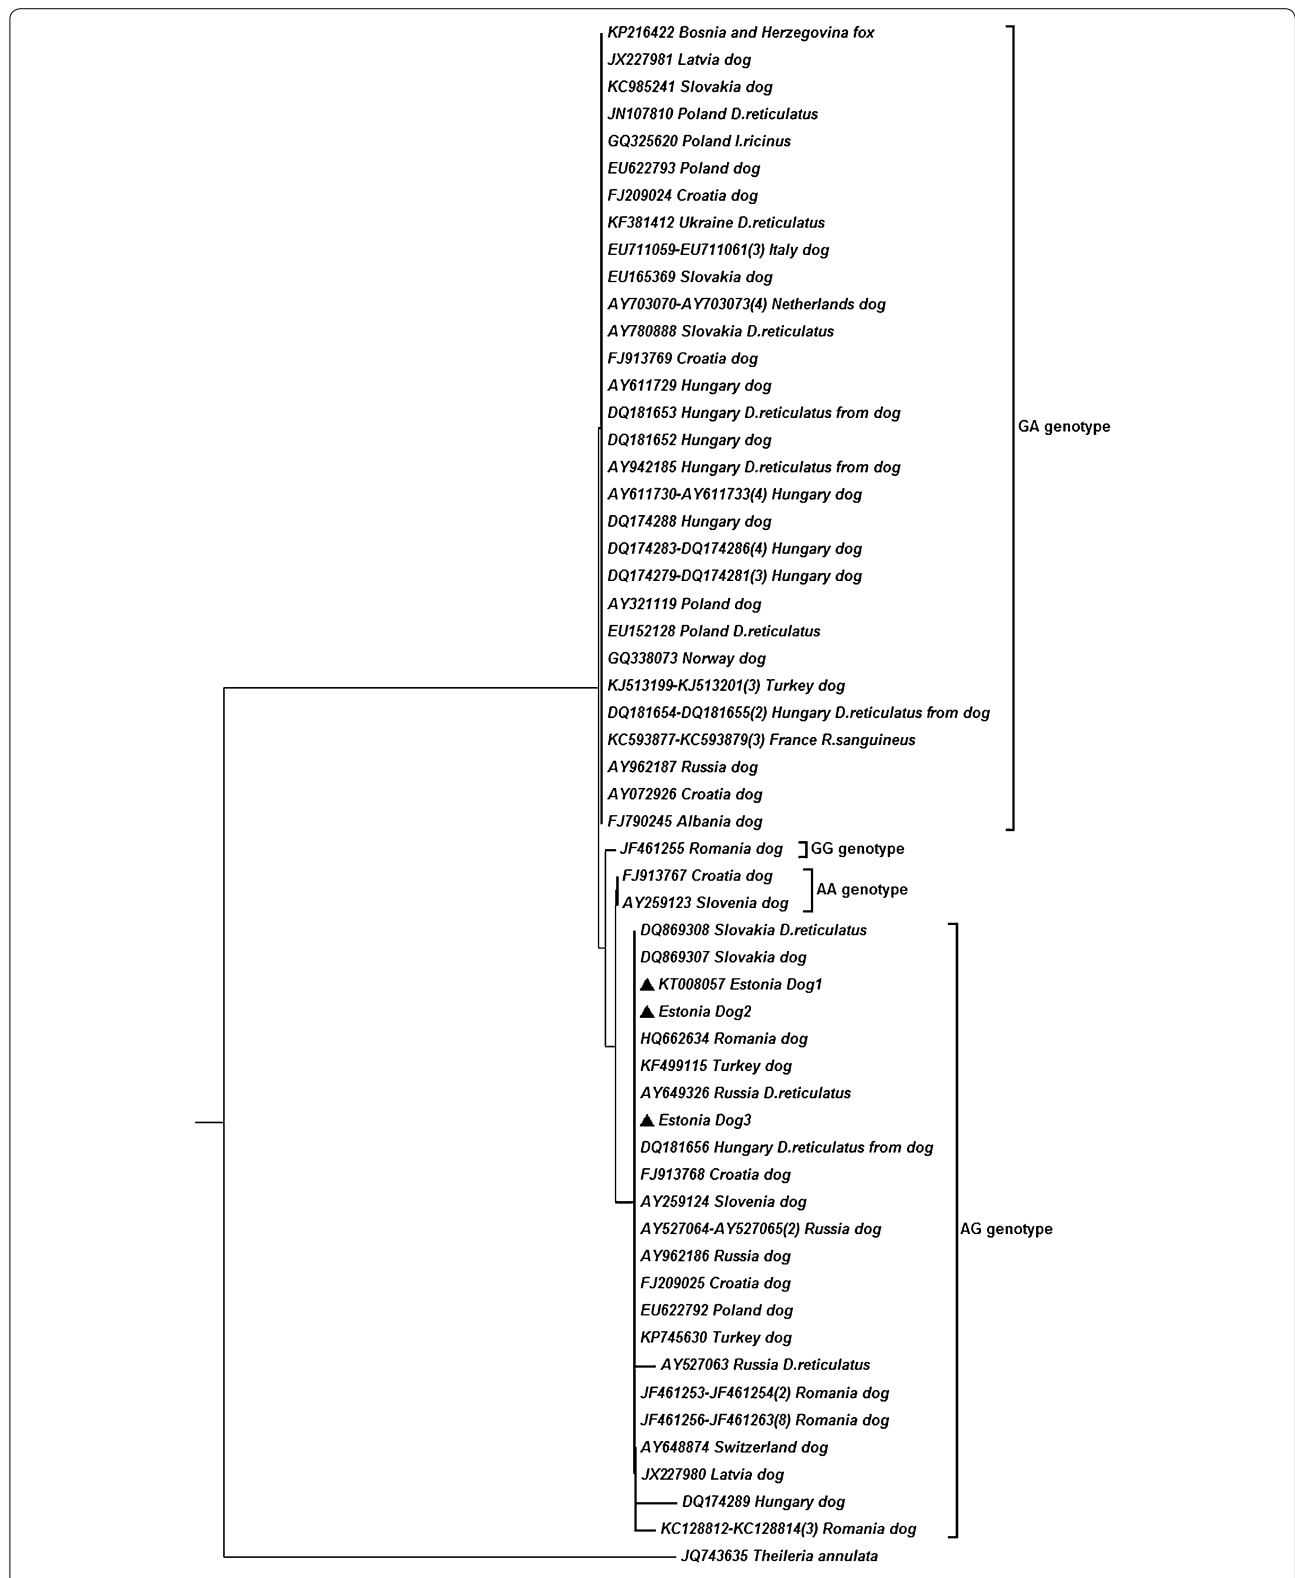 KP216422 Bosnia and Herzegovina fox
JX227981 Latvia dog
KC985241 Slovakia dog
JN107810 Poland D.reticulatus
GQ325620 Poland I.ricinus
EU622793 Poland dog
FJ209024 Croatia dog
KF381412 Ukraine D.reticulatus
EU711059-EU711061(3) Italy dog
EU165369 Slovakia dog
AY703070-AY703073(4) Netherlands dog
AY780888 Slovakia D.reticulatus
FJ913769 Croatia dog
AY611729 Hungary dog
DQ181653 Hungary D.reticulatus from dog
GA genotype
DQ181652 Hungary dog
AY942185 Hungary D.reticulatus from dog
AY611730-AY611733(4) Hungary dog
DQ174288 Hungary dog
DQ174283-DQ174286(4) Hungary dog
DQ174279-DQ174281(3) Hungary dog
AY321119 Poland dog
EU152128 Poland D.reticulatus
GQ338073 Norway dog
KJ513199-KJ513201(3) Turkey dog
DQ181654-DQ181655(2) Hungary D.reticulatus from dog
KC593877-KC593879(3) France R.sanguineus
AY962187 Russia dog
AY072926 Croatia dog
FJ790245 Albania dog
JF461255 Romania dog GG genotype
FJ913767 Croatia dog
AA genotype
AY259123 Slovenia dog
DQ869308 Slovakia D.reticulatus
DQ869307 Slovakia dog
▲ KT008057 Estonia Dog1
▲ Estonia Dog2
HQ662634 Romania dog
KF499115 Turkey dog
AY649326 Russia D.reticulatus
▲ Estonia Dog3
DQ181656 Hungary D.reticulatus from dog
FJ913768 Croatia dog
AY259124 Slovenia dog
AY527064-AY527065(2) Russia dog AG genotype
AY962186 Russia dog
FJ209025 Croatia dog
EU622792 Poland dog
KP745630 Turkey dog
AY527063 Russia D.reticulatus
JF461253-JF461254(2) Romania dog
JF461256-JF461263(8) Romania dog
AY648874 Switzerland dog
JX227980 Latvia dog
DQ174289 Hungary dog
KC128812-KC128814(3) Romania dog
JQ743635 Theileria annulata